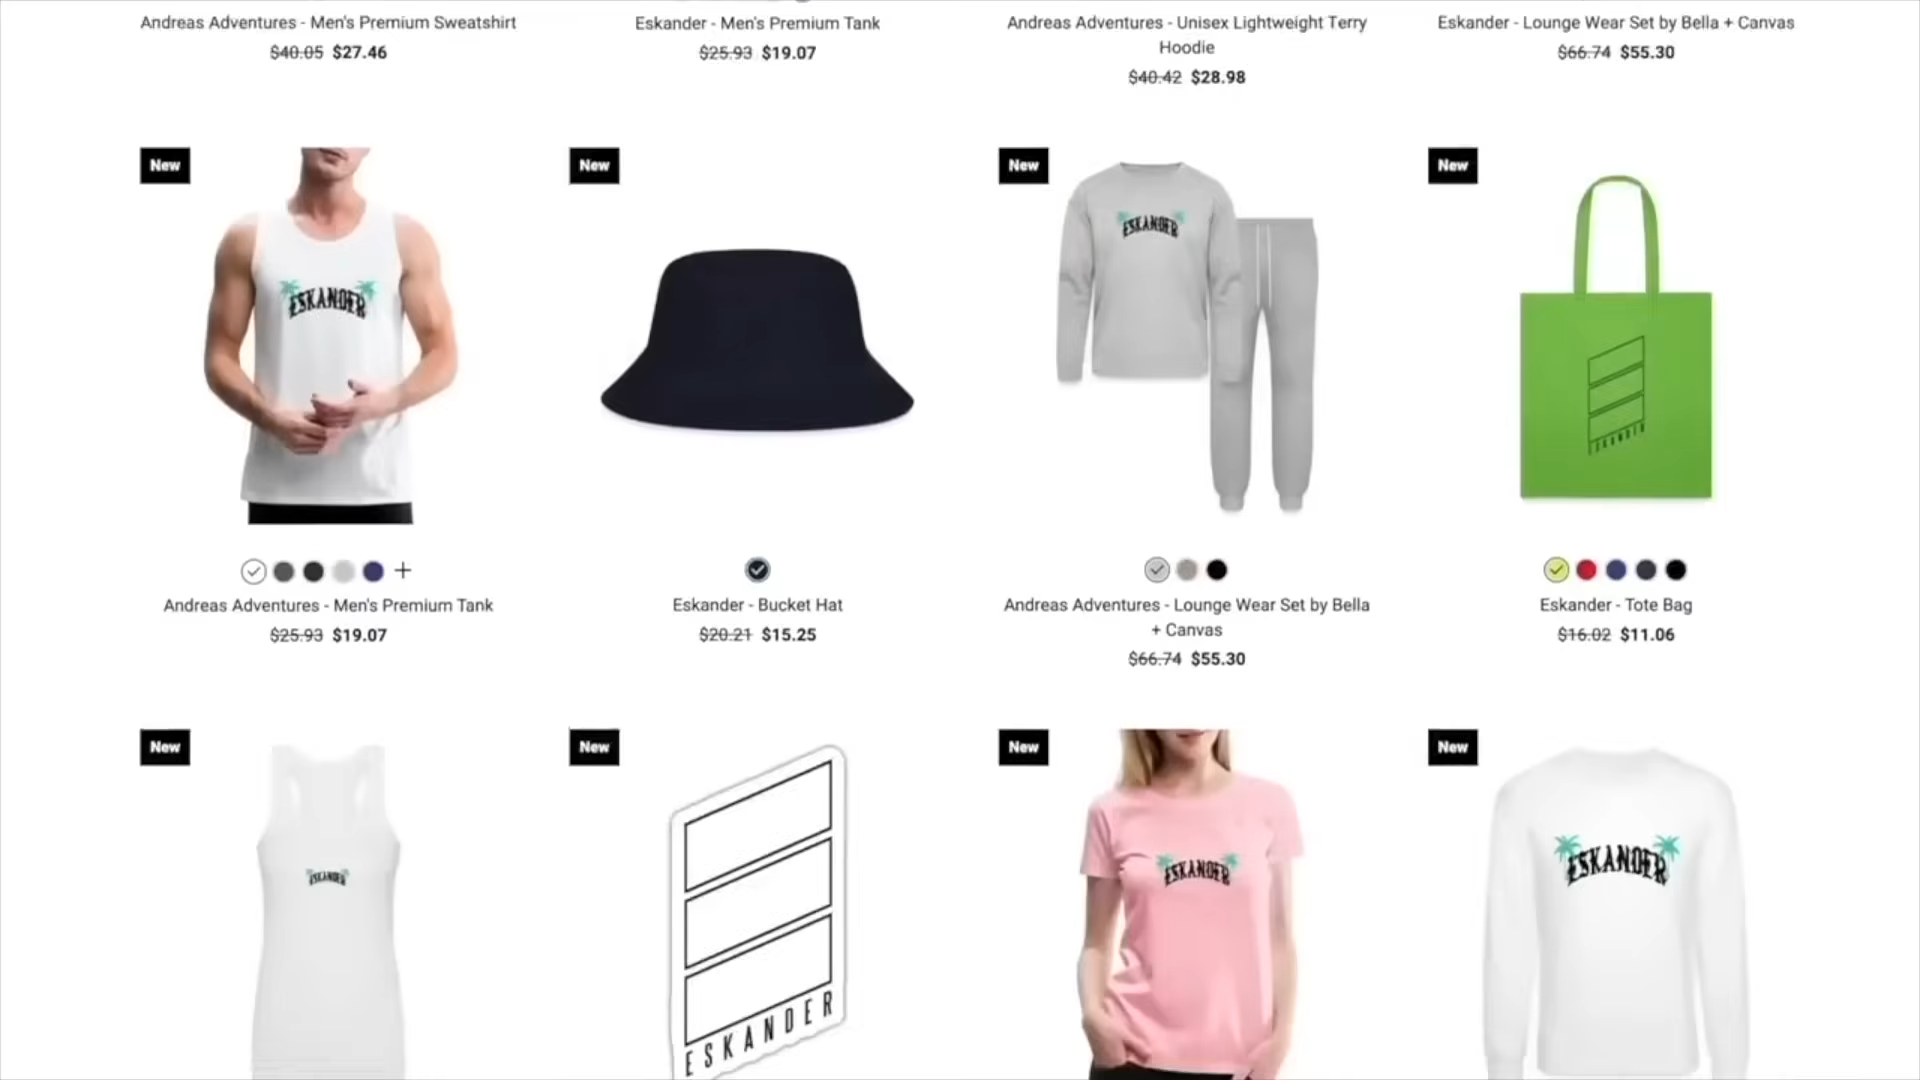 Andreas Adventures - Men's Premium Sweatshirt
$40.05 $27.46
Eskander - Men's Premium Tank
$25.93 $19.07
Andreas Adventures - Unisex Lightweight Terry
Hoodie
$40.42 $28.98
Eskander - Lounge Wear Set by Bella + Canvas
$66.74 $55.30
New
ESKANDER
New
New
ESKANDER
New
ESKANDER
Andreas Adventures - Men's Premium Tank
$25.93 $19.07
Eskander - Bucket Hat
$20.21 $15.25
Andreas Adventures - Lounge Wear Set by Bella
+ Canvas
$66.74 $55.30
Eskander - Tote Bag
$16.02 $11.06
New
ESKANDER
New
ESKANDER
New
ESKANDER
New
ESKANDER